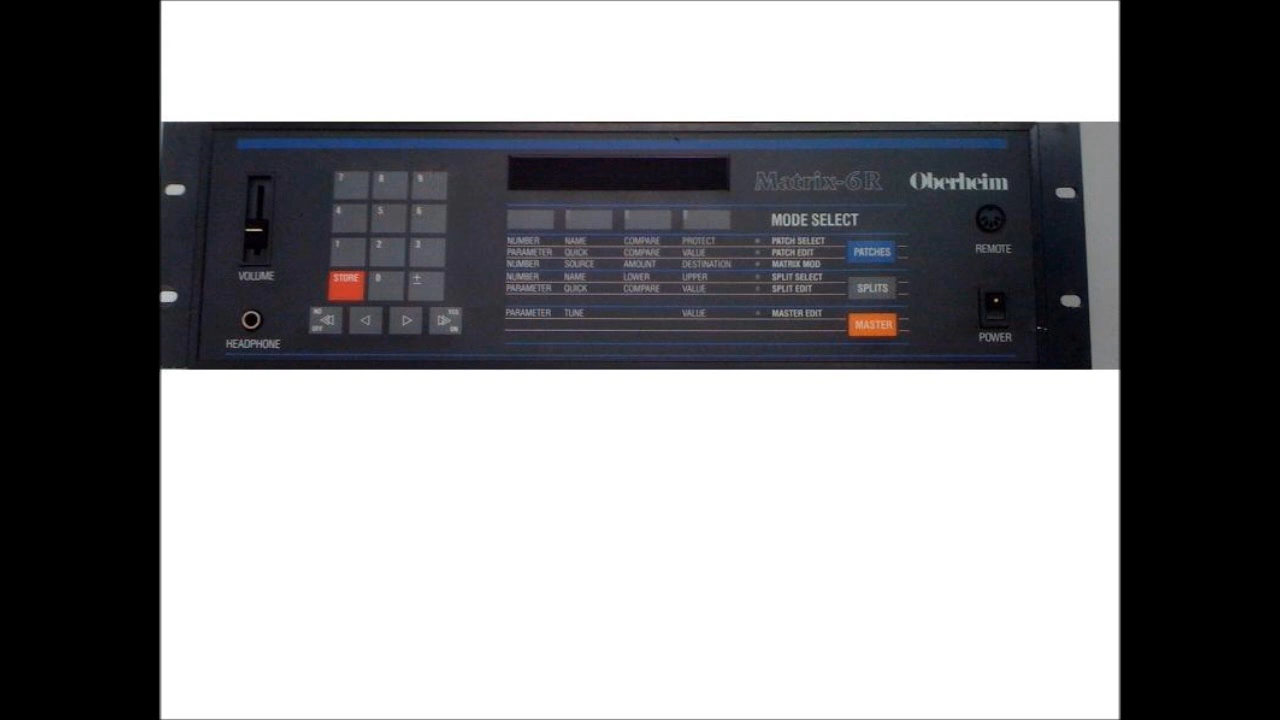 Matrix-6R Oberheim
7 8 9
4 5 6
1 2 3
STORE 0 ±
NO OFF YES ON
VOLUME
HEADPHONE
MODE SELECT
NUMBER NAME COMPARE PROTECT PATCH SELECT
PARAMETER QUICK COMPARE VALUE PATCH EDIT
NUMBER SOURCE AMOUNT DESTINATION MATRIX MOD
NUMBER NAME LOWER UPPER SPLIT SELECT
PARAMETER QUICK COMPARE VALUE SPLIT EDIT
PARAMETER TUNE VALUE MASTER EDIT
PATCHES
SPLITS
MASTER
REMOTE
POWER